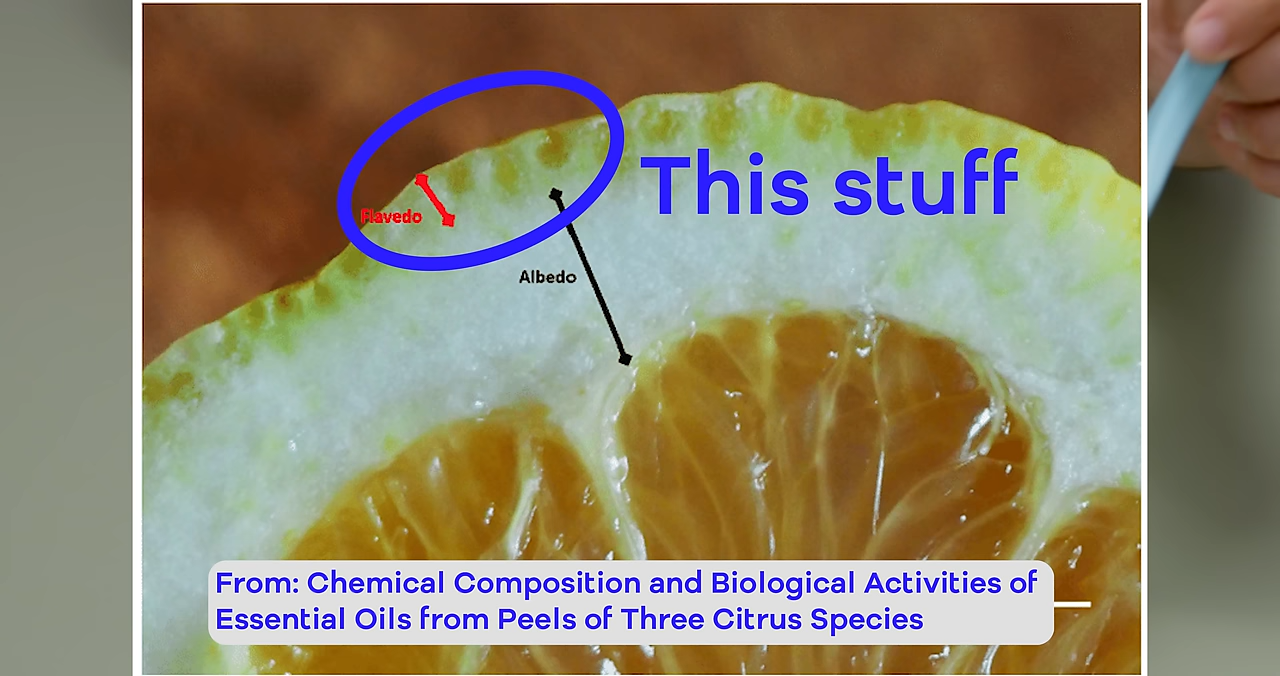 This stuff
Flavedo
Albedo
From: Chemical Composition and Biological Activities of
Essential Oils from Peels of Three Citrus Species